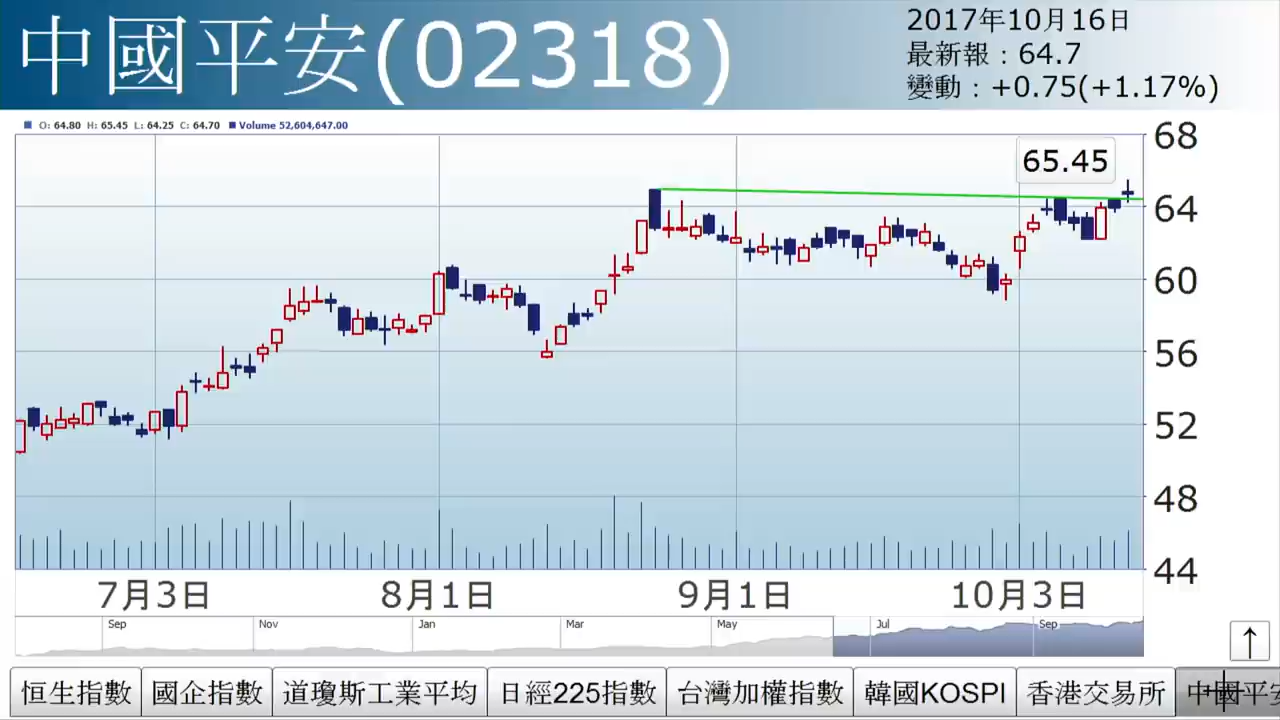 中國平安(02318)
2017年10月16日
最新報：64.7
變動：+0.75(+1.17%)
O: 64.80 H: 65.45 L: 64.25 C: 64.70 Volume 52,604,647.00
65.45
68
64
60
56
52
48
44
7月3日 8月1日 9月1日 10月3日
Sep Nov Jan Mar May Jul Sep
↑
恒生指數 國企指數 道瓊斯工業平均 日經225指數 台灣加權指數 韓國KOSPI 香港交易所 中國平安